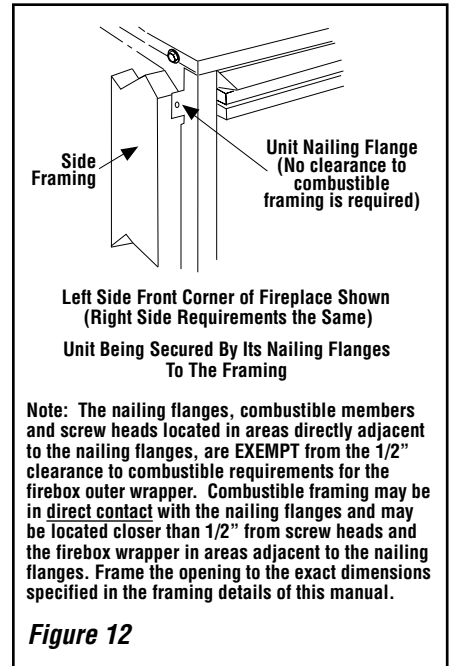 Side
Framing
Unit Nailing Flange
(No clearance to
combustible
framing is required)
Left Side Front Corner of Fireplace Shown
(Right Side Requirements the Same)
Unit Being Secured By Its Nailing Flanges
To The Framing
Note:  The nailing flanges, combustible members
and screw heads located in areas directly adjacent
to the nailing flanges, are EXEMPT from the 1/2”
clearance to combustible requirements for the
firebox outer wrapper.  Combustible framing may be
in direct contact with the nailing flanges and may
be located closer than 1/2” from screw heads and
the firebox wrapper in areas adjacent to the nailing
flanges. Frame the opening to the exact dimensions
specified in the framing details of this manual.
Figure 12